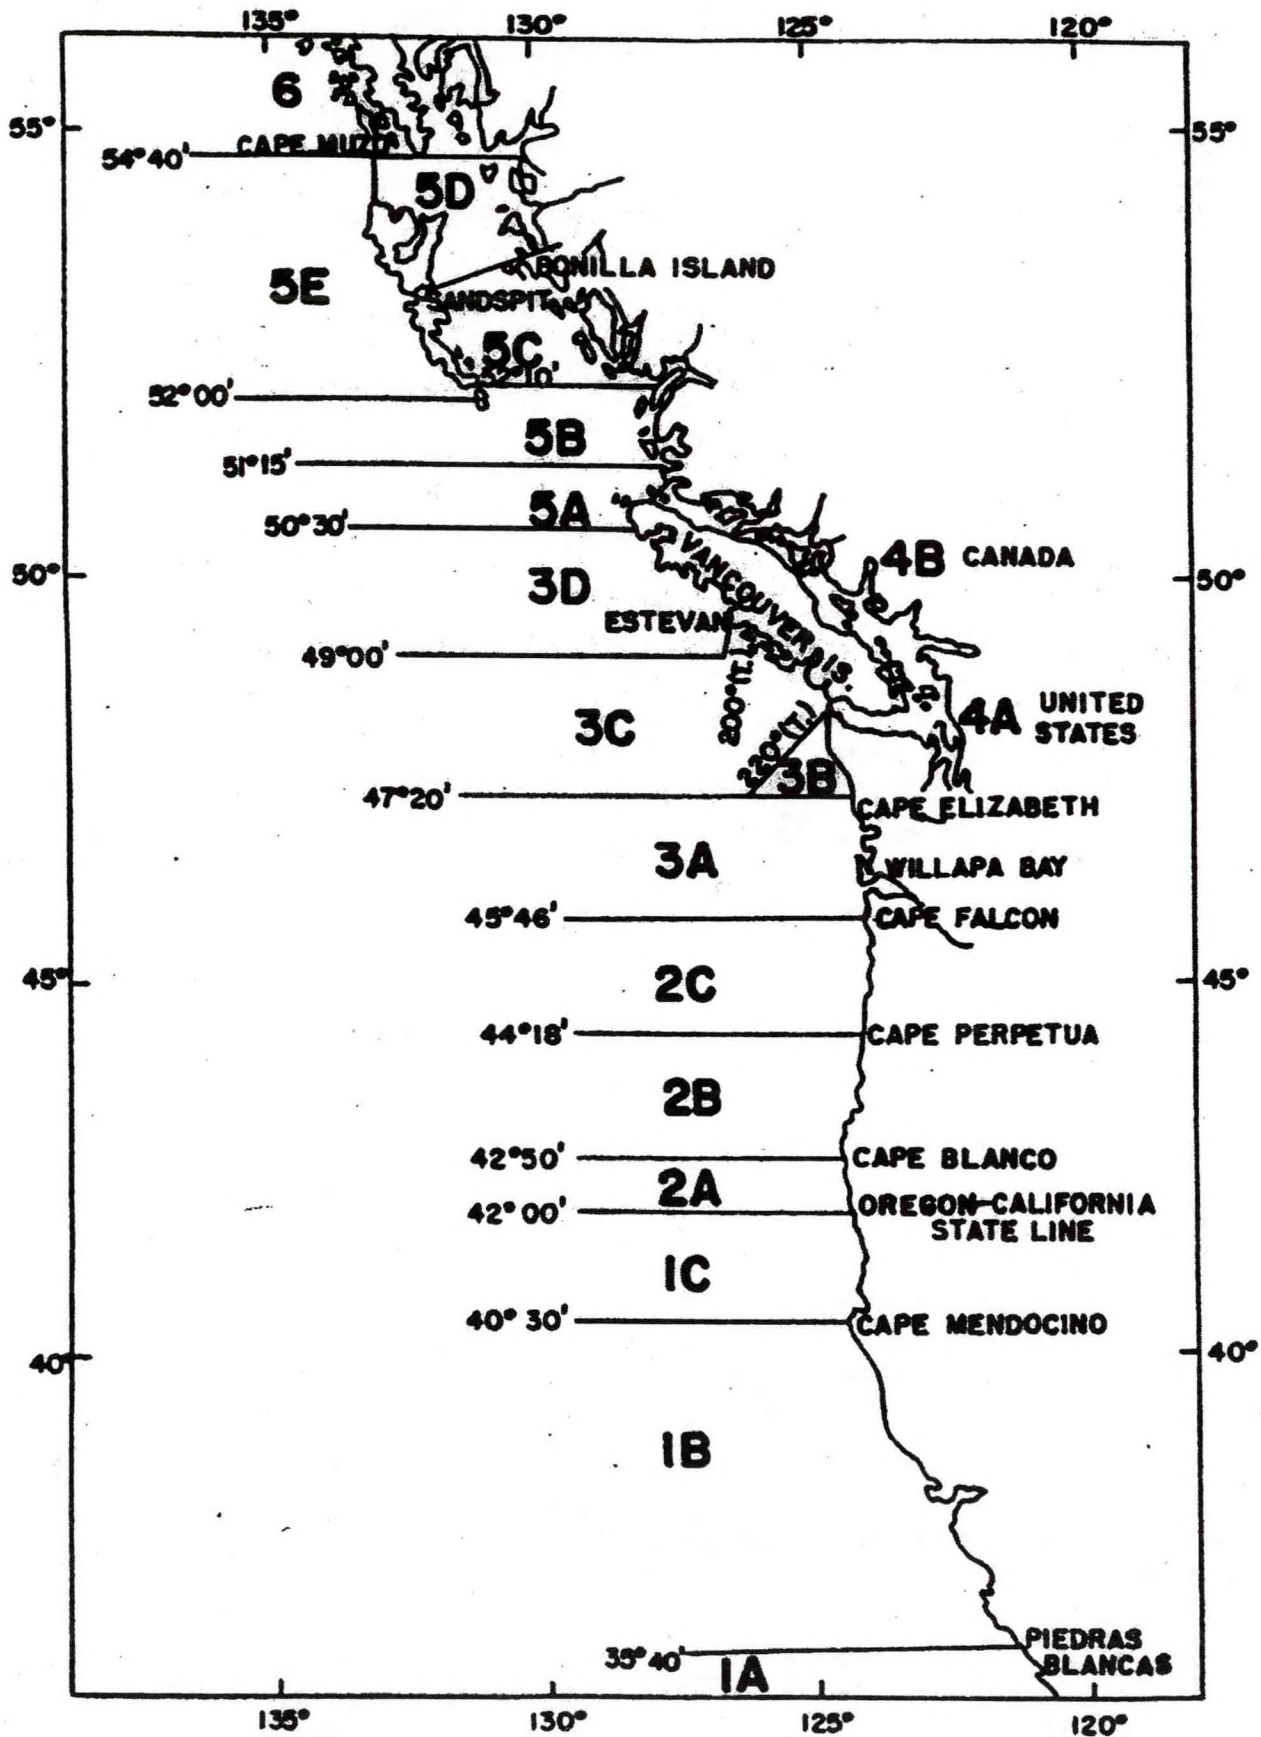 135° 130° 125° 120°
6
55° 55°
CAPE MUZON
54°40'
5D
BONILLA ISLAND
5E
SANDSPIT
5C
52°10'
52°00'
5B
51°15'
5A
50°30'
VANCOUVER IS.
4B CANADA
50° 50°
3D
ESTEVAN
49°00'
200°(T.)
4A UNITED
STATES
3C
220°(T.)
3B
47°20'
CAPE ELIZABETH
3A
WILLAPA BAY
45°46' CAPE FALCON
45° 45°
2C
44°18' CAPE PERPETUA
2B
42°50' CAPE BLANCO
2A
42°00' OREGON-CALIFORNIA
STATE LINE
1C
40°30' CAPE MENDOCINO
40° 40°
1B
PIEDRAS
35°40' BLANCAS
1A
135° 130° 125° 120°